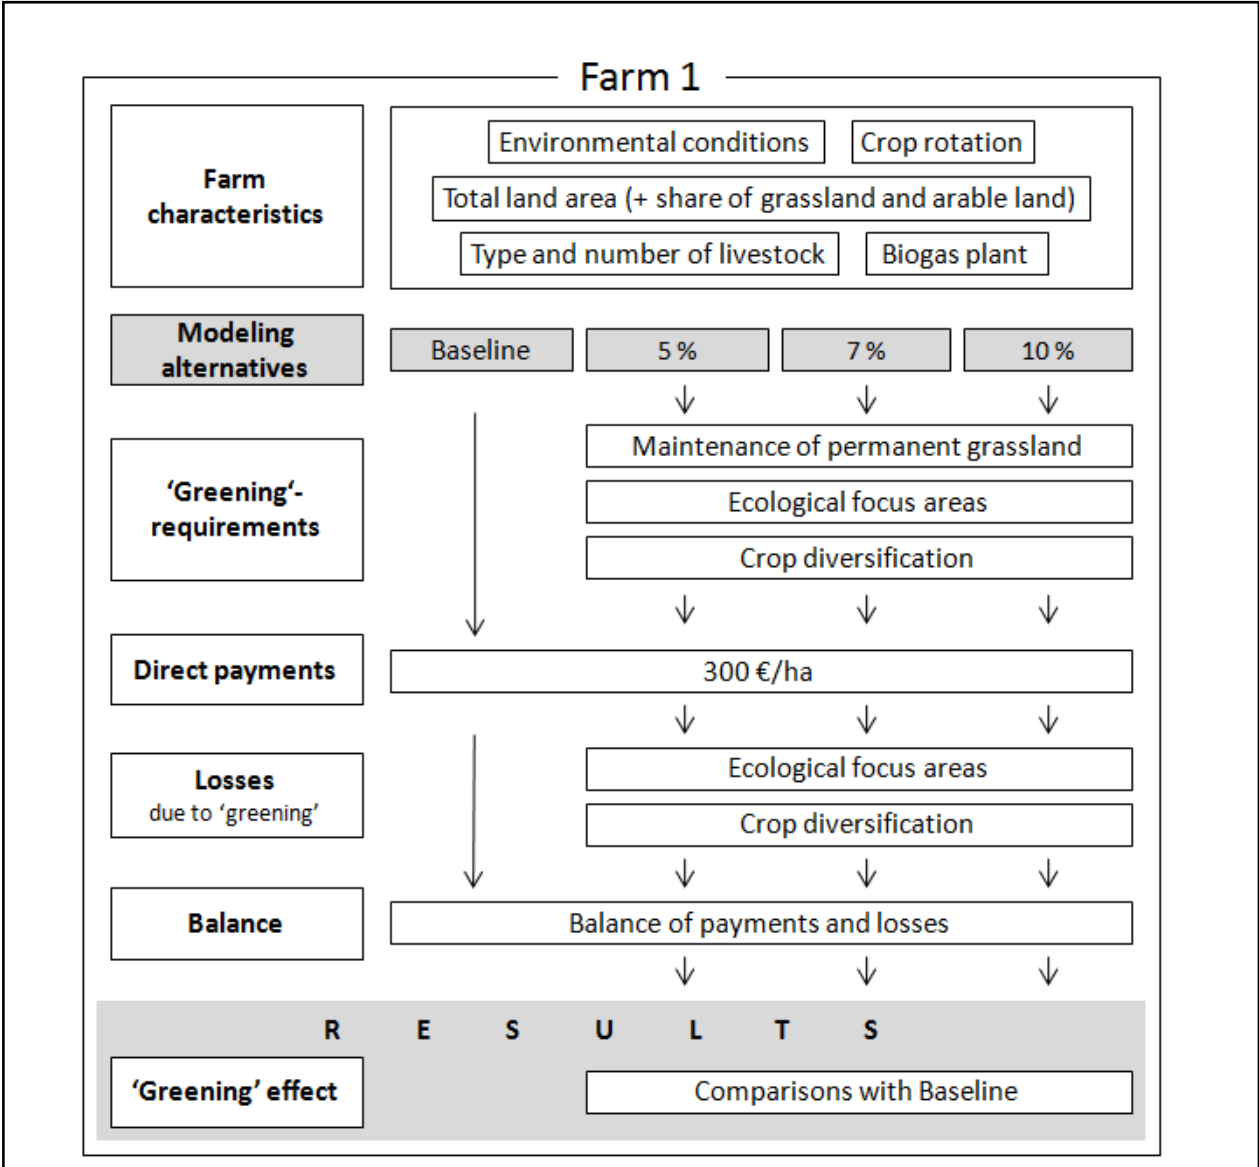 Farm 1
Farm
characteristics
Environmental conditions
Crop rotation
Total land area (+ share of grassland and arable land)
Type and number of livestock
Biogas plant
Modeling
alternatives
Baseline
5 %
7 %
10 %
‘Greening‘-
requirements
Maintenance of permanent grassland
Ecological focus areas
Crop diversification
Direct payments
300 €/ha
Losses
due to ‘greening’
Ecological focus areas
Crop diversification
Balance
Balance of payments and losses
R E S U L T S
‘Greening’ effect
Comparisons with Baseline